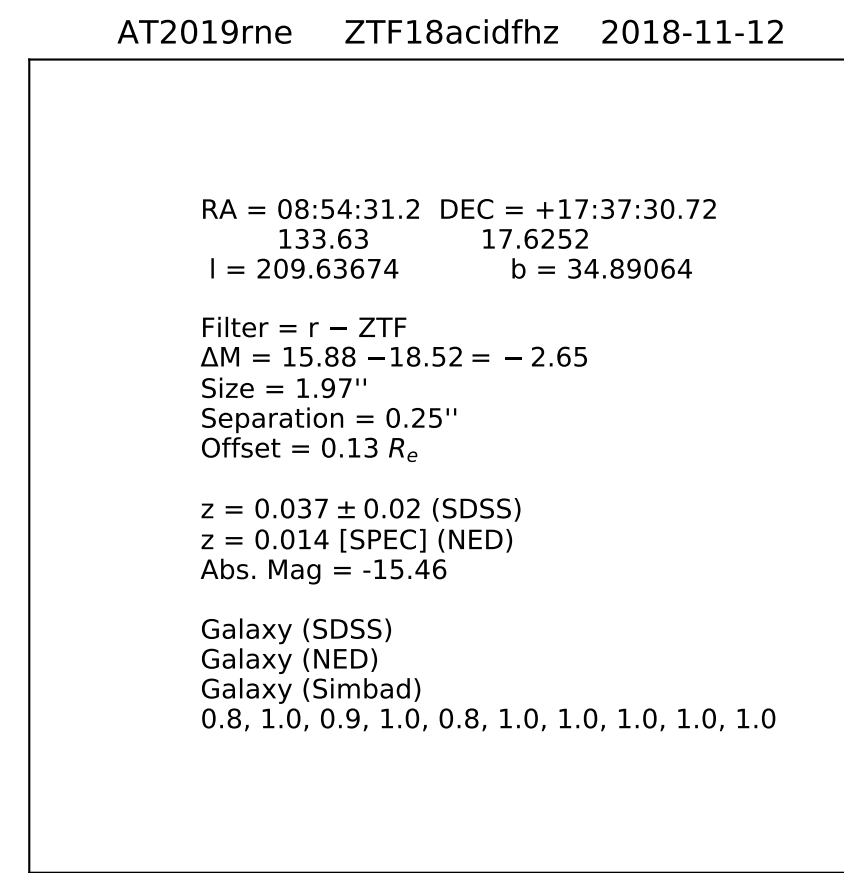 AT2019rne ZTF18acidfhz 2018-11-12
RA = 08:54:31.2 DEC = +17:37:30.72
133.63 17.6252
l = 209.63674 b = 34.89064
Filter = r − ZTF
ΔM = 15.88 −18.52 = − 2.65
Size = 1.97''
Separation = 0.25''
Offset = 0.13 Rₑ
z = 0.037 ± 0.02 (SDSS)
z = 0.014 [SPEC] (NED)
Abs. Mag = -15.46
Galaxy (SDSS)
Galaxy (NED)
Galaxy (Simbad)
0.8, 1.0, 0.9, 1.0, 0.8, 1.0, 1.0, 1.0, 1.0, 1.0